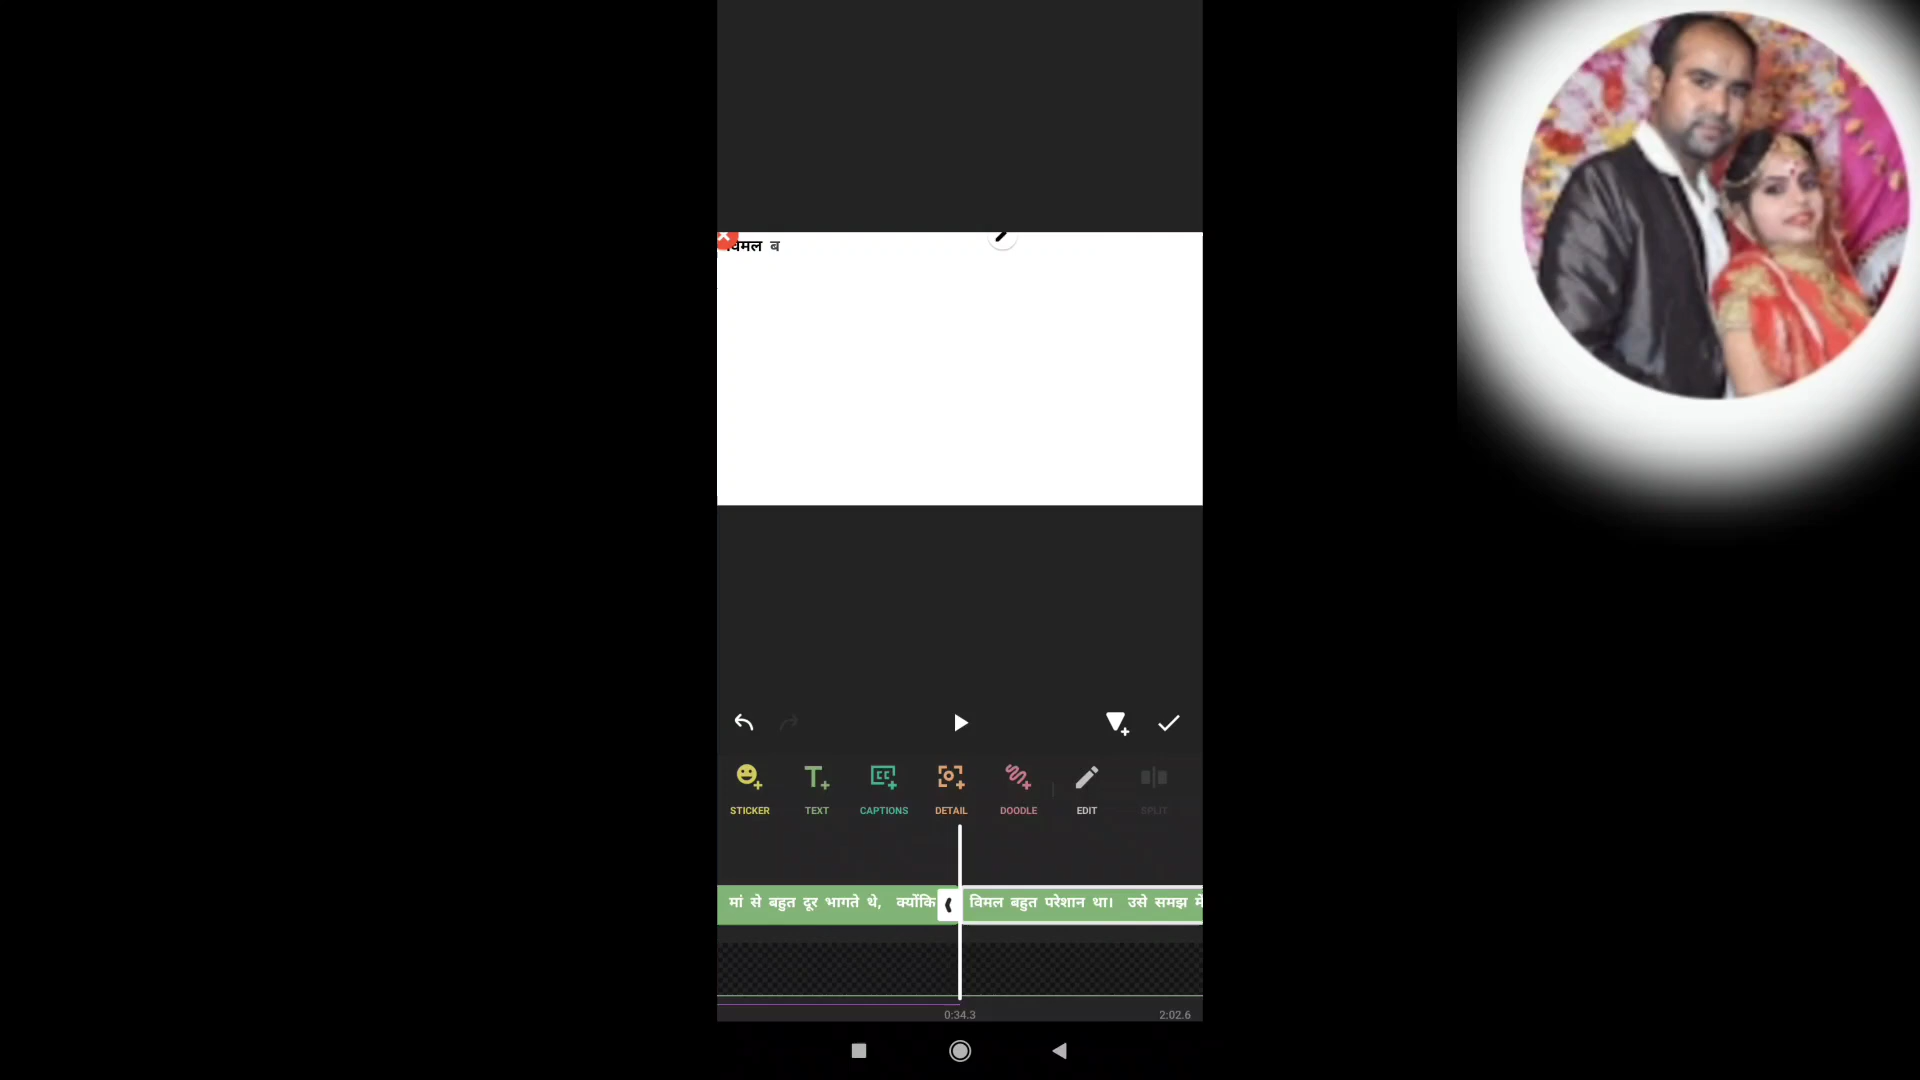 विमल ब
STICKER
TEXT
CAPTIONS
DETAIL
DOODLE
EDIT
SPLIT
मां से बहुत दूर भागते थे, क्योंकि
विमल बहुत परेशान था। उसे समझ में
0:34.3
2:02.6